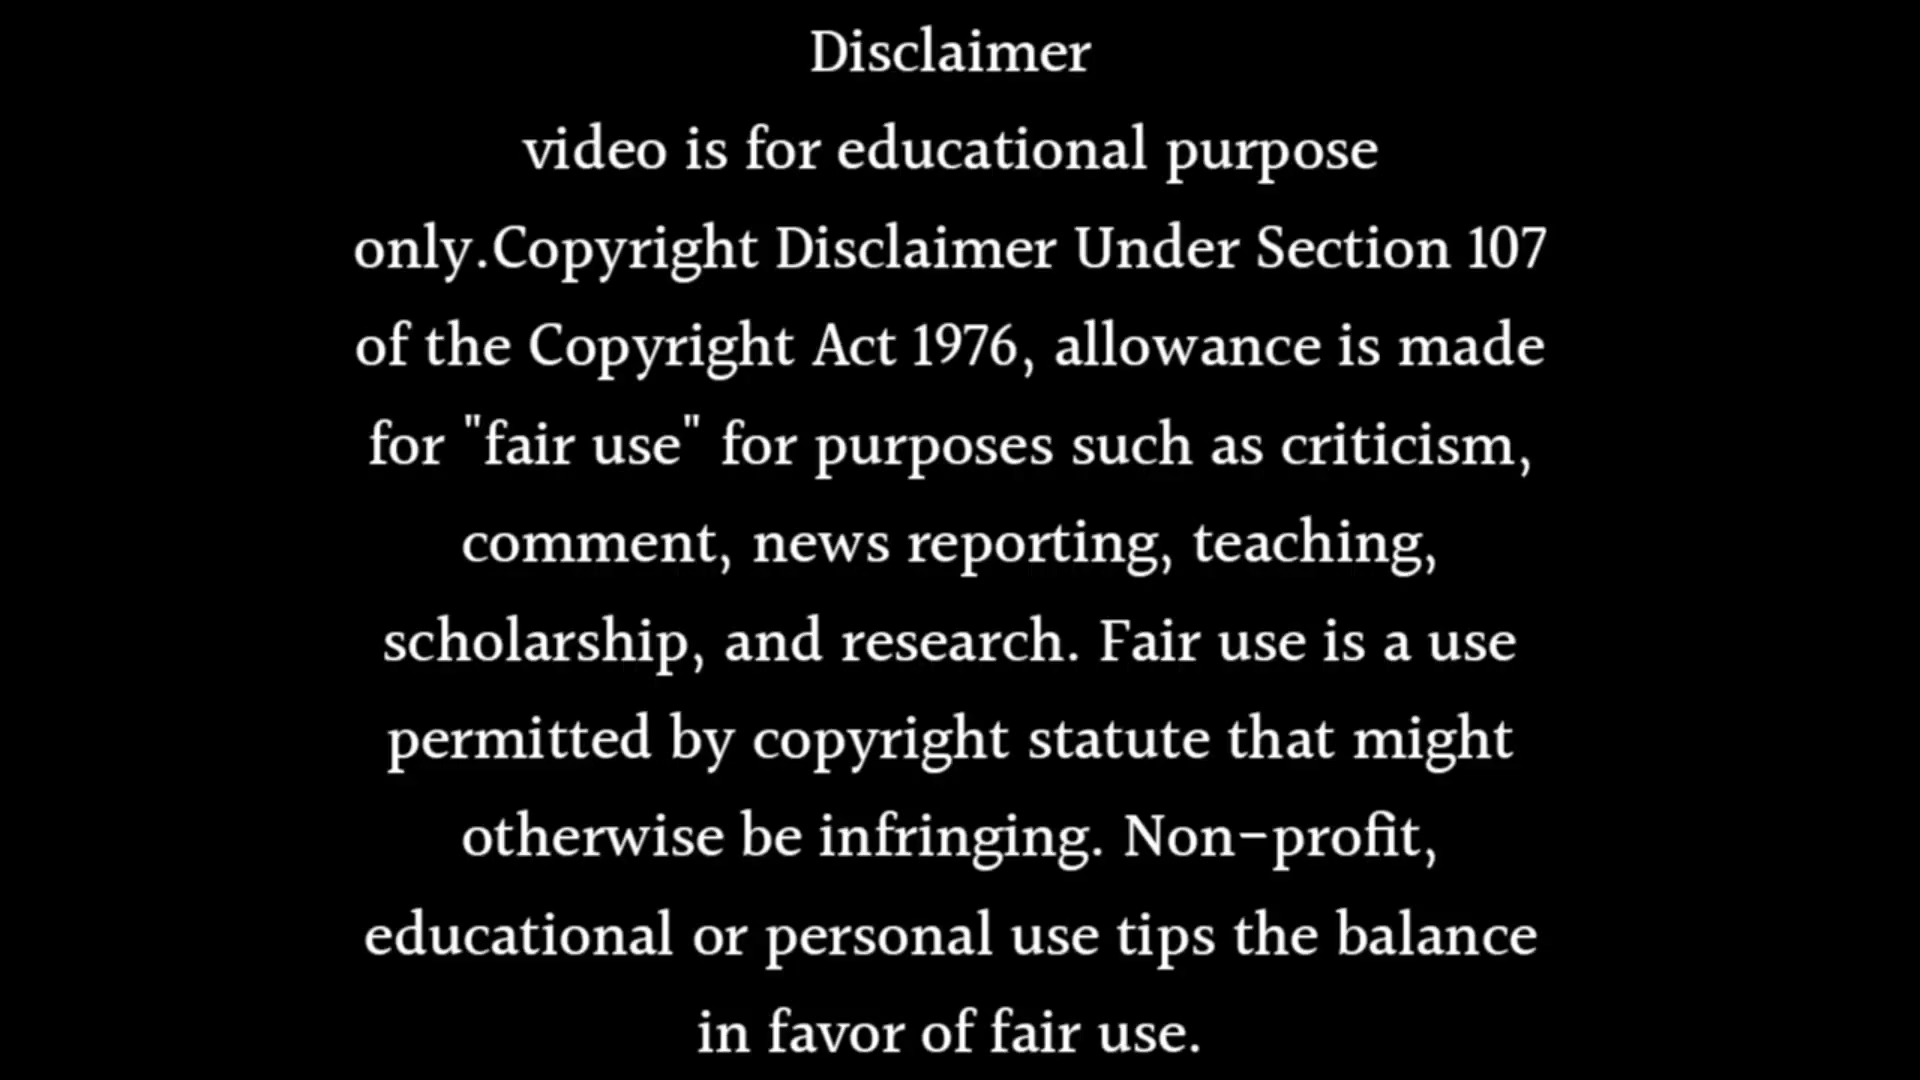 Disclaimer
video is for educational purpose
only.Copyright Disclaimer Under Section 107
of the Copyright Act 1976, allowance is made
for "fair use" for purposes such as criticism,
comment, news reporting, teaching,
scholarship, and research. Fair use is a use
permitted by copyright statute that might
otherwise be infringing. Non-profit,
educational or personal use tips the balance
in favor of fair use.